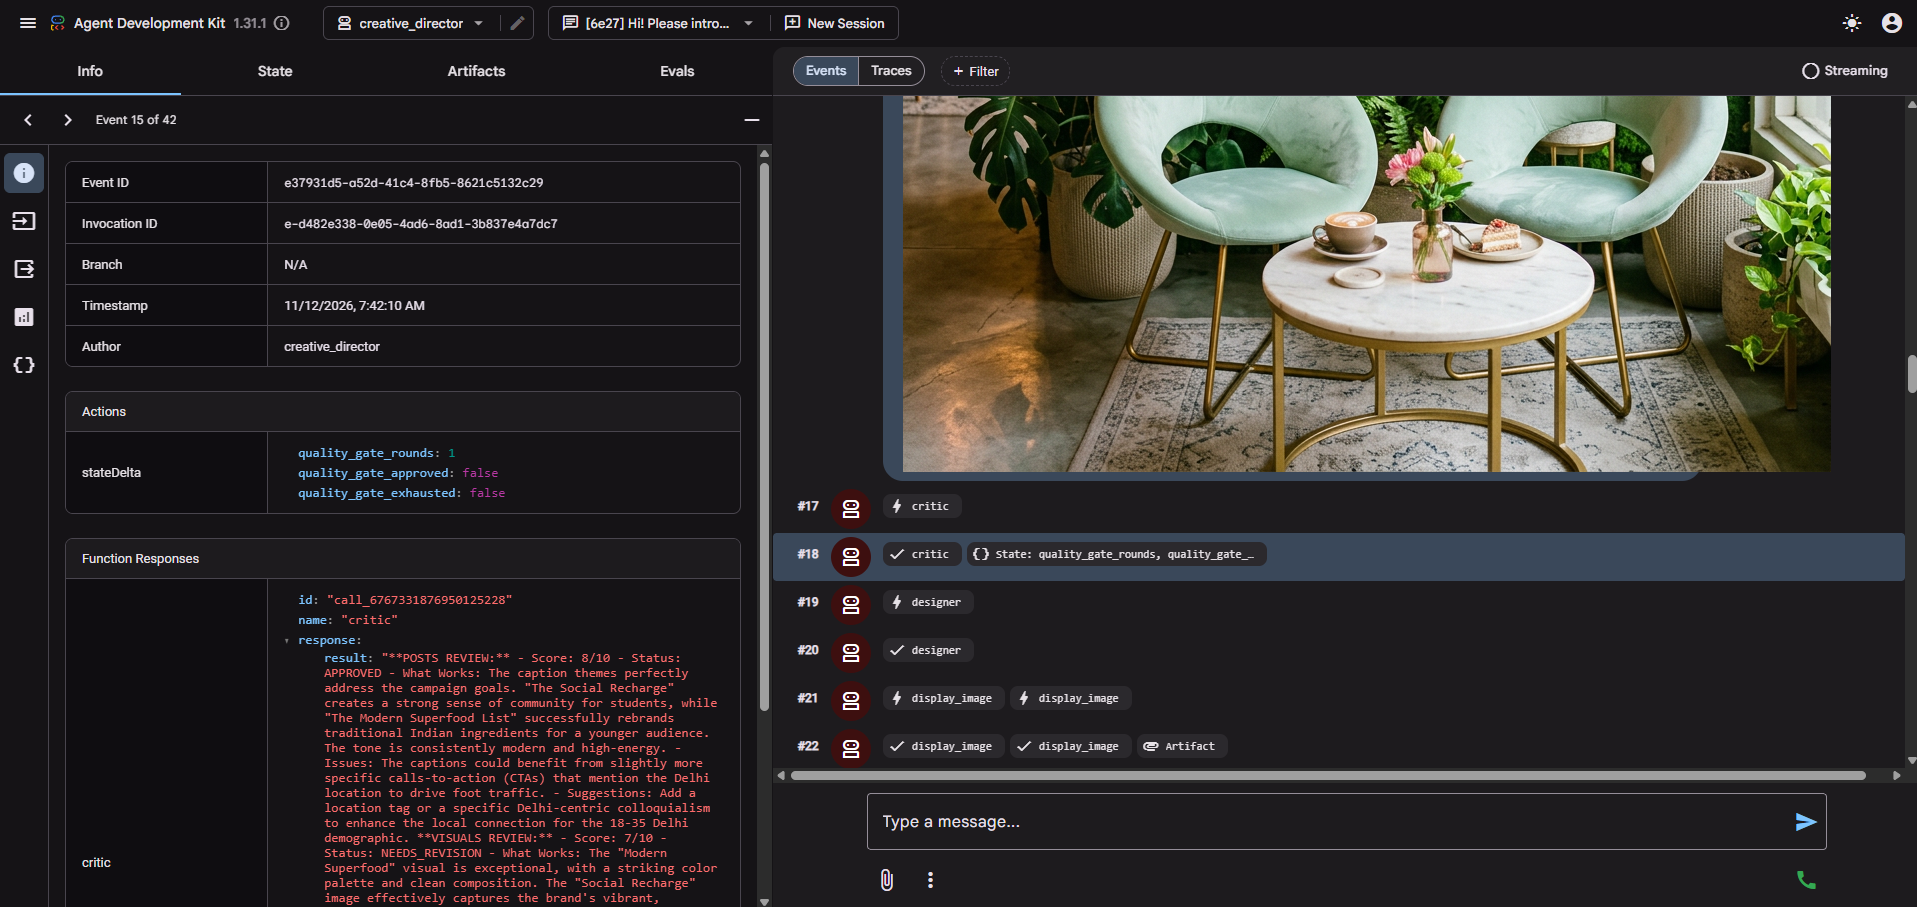 Agent Development Kit 1.31.1
creative_director
[6e27] Hi! Please intro...
New Session
Info
State
Artifacts
Evals
Events
Traces
+ Filter
Streaming
Event 15 of 42
Event ID
e37931d5-a52d-41c4-8fb5-8621c5132c29
Invocation ID
e-d482e338-0e05-4ad6-8ad1-3b837e4a7dc7
Branch
N/A
Timestamp
11/12/2026, 7:42:10 AM
Author
creative_director
Actions
stateDelta
quality_gate_rounds: 1
quality_gate_approved: false
quality_gate_exhausted: false
Function Responses
critic
id: "call_6767331876950125228"
name: "critic"
response:
result: "**POSTS REVIEW:** - Score: 8/10 - Status:
APPROVED - What Works: The caption themes perfectly
address the campaign goals. "The Social Recharge"
creates a strong sense of community for students, while
"The Modern Superfood List" successfully rebrands
traditional Indian ingredients for a younger audience.
The tone is consistently modern and high-energy. -
Issues: The captions could benefit from slightly more
specific calls-to-action (CTAs) that mention the Delhi
location to drive foot traffic. - Suggestions: Add a
location tag or a specific Delhi-centric colloquialism
to enhance the local connection for the 18-35 Delhi
demographic. **VISUALS REVIEW:** - Score: 7/10 -
Status: NEEDS_REVISION - What Works: The "Modern
Superfood" visual is exceptional, with a striking color
palette and clean composition. The "Social Recharge"
image effectively captures the brand's vibrant,
#17
critic
#18
critic
State: quality_gate_rounds, quality_gate_…
#19
designer
#20
designer
#21
display_image
display_image
#22
display_image
display_image
Artifact
Type a message...